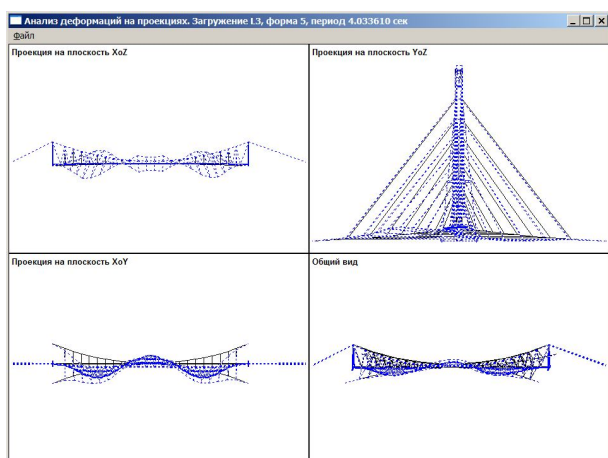 Анализ деформаций на проекциях. Загружение L3, форма 5, период 4.033610 сек
Файл
Проекция на плоскость XoZ
Проекция на плоскость YoZ
Проекция на плоскость XoY
Общий вид